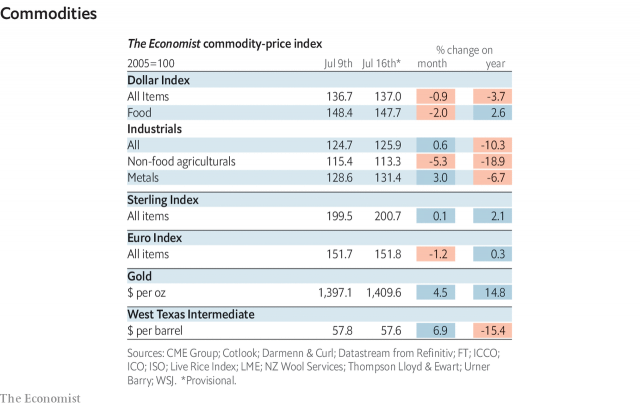 Commodities
The Economist commodity-price index
% change on
2005=100 Jul 9th Jul 16th* month year
Dollar Index
All Items 136.7 137.0 -0.9 -3.7
Food 148.4 147.7 -2.0 2.6
Industrials
All 124.7 125.9 0.6 -10.3
Non-food agriculturals 115.4 113.3 -5.3 -18.9
Metals 128.6 131.4 3.0 -6.7
Sterling Index
All items 199.5 200.7 0.1 2.1
Euro Index
All items 151.7 151.8 -1.2 0.3
Gold
$ per oz 1,397.1 1,409.6 4.5 14.8
West Texas Intermediate
$ per barrel 57.8 57.6 6.9 -15.4
Sources: CME Group; Cotlook; Darmenn & Curl; Datastream from Refinitiv; FT; ICCO;
ICO; ISO; Live Rice Index; LME; NZ Wool Services; Thompson Lloyd & Ewart; Urner
Barry; WSJ. *Provisional.
The Economist